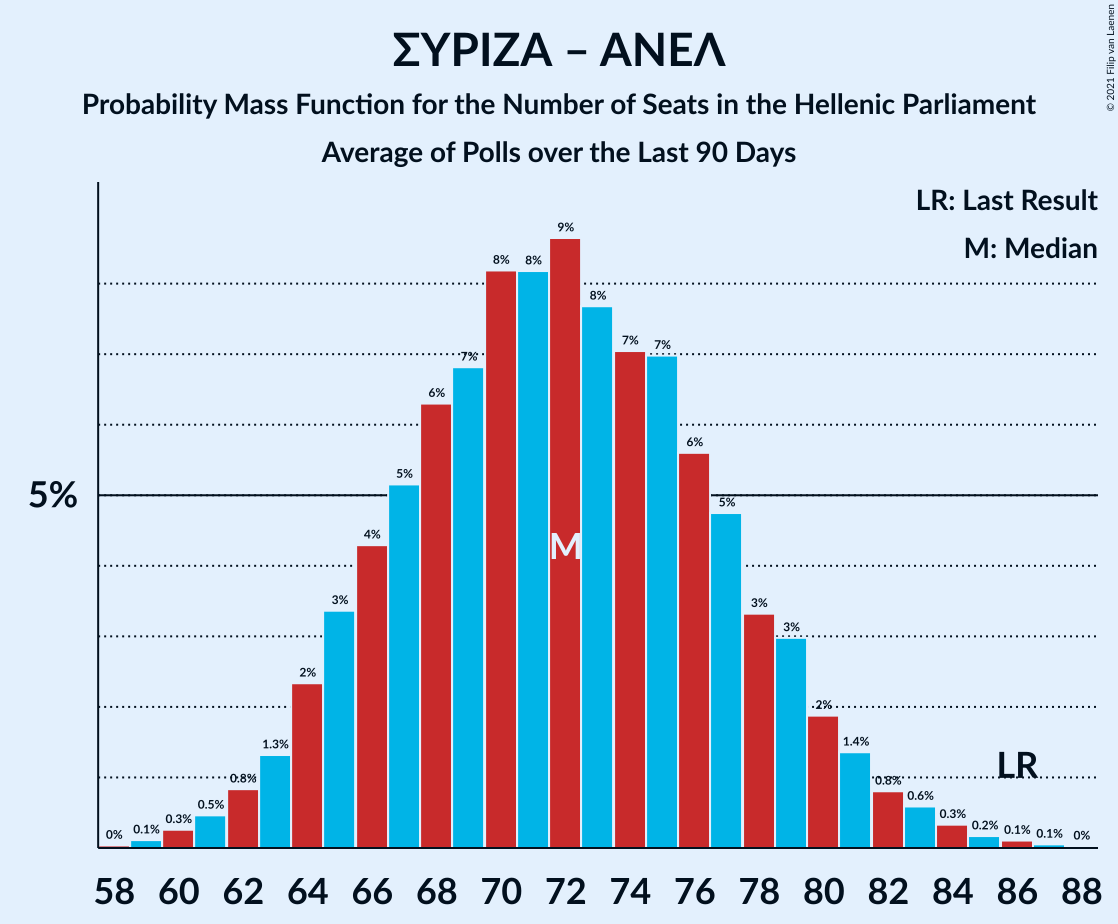 ΣΥΡΙΖΑ – ΑΝΕΛ
Probability Mass Function for the Number of Seats in the Hellenic Parliament
Average of Polls over the Last 90 Days
© 2021 Filip van Laenen
LR: Last Result
M: Median
5%
0% 0.1% 0.3% 0.5% 0.8% 1.3% 2% 3% 4% 5% 6% 7% 8% 8% 9% 8% 7% 7% 6% 5% 3% 3% 2% 1.4% 0.8% 0.6% 0.3% 0.2% 0.1% 0.1% 0%
M
LR
58 60 62 64 66 68 70 72 74 76 78 80 82 84 86 88